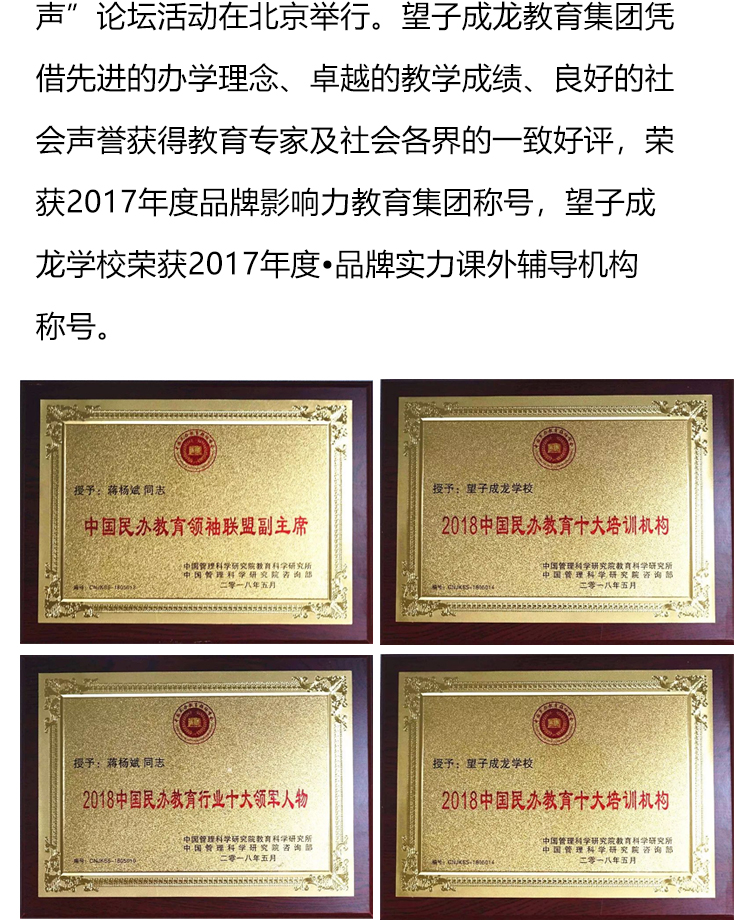 声”论坛活动在北京举行。望子成龙教育集团凭
借先进的办学理念、卓越的教学成绩、良好的社
会声誉获得教育专家及社会各界的一致好评，荣
获2017年度品牌影响力教育集团称号，望子成
龙学校荣获2017年度•品牌实力课外辅导机构
称号。
授予：蒋杨斌 同志
中国民办教育领袖联盟副主席
中国管理科学研究院教育科学研究所
中国管理科学研究院咨询部
二零一八年五月
授予：望子成龙学校
2018中国民办教育十大培训机构
中国管理科学研究院教育科学研究所
中国管理科学研究院咨询部
编号：CNJKSS-1805014
二零一八年五月
授予：蒋杨斌 同志
2018中国民办教育行业十大领军人物
中国管理科学研究院教育科学研究所
中国管理科学研究院咨询部
二零一八年五月
授予：望子成龙学校
2018中国民办教育十大培训机构
中国管理科学研究院教育科学研究所
中国管理科学研究院咨询部
编号：CNJKSS-1805014
二零一八年五月